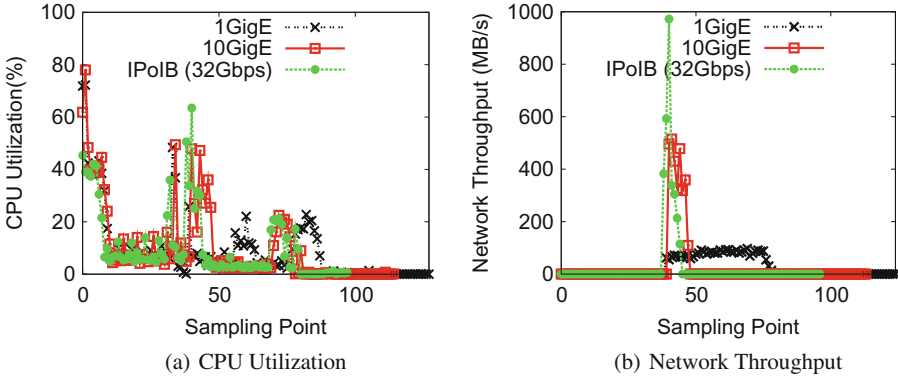 1GigE
10GigE
IPoIB (32Gbps)
CPU Utilization(%)
100
80
60
40
20
0
0
50
100
Sampling Point
(a) CPU Utilization
1GigE
10GigE
IPoIB (32Gbps)
Network Throughput (MB/s)
1000
800
600
400
200
0
0
50
100
Sampling Point
(b) Network Throughput